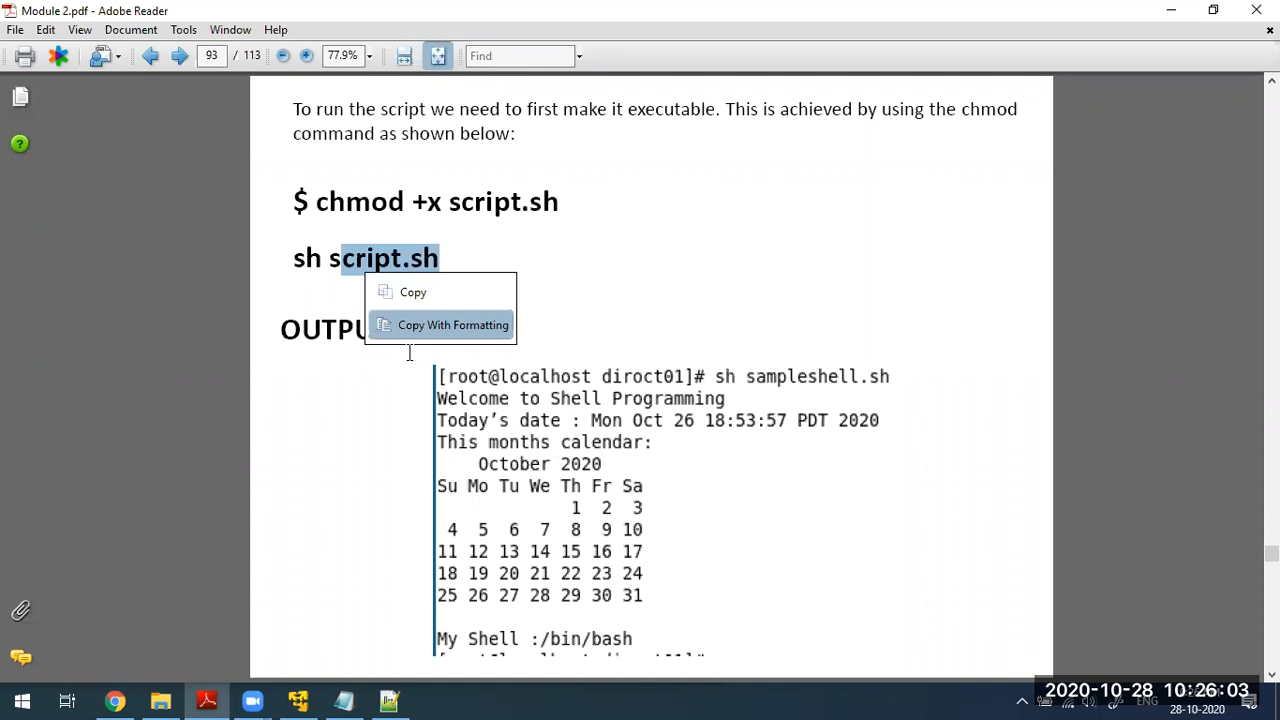 Module 2.pdf - Adobe Reader
File Edit View Document Tools Window Help
93 / 113 77.9% Find
To run the script we need to first make it executable. This is achieved by using the chmod
command as shown below:
$ chmod +x script.sh
sh script.sh
Copy
Copy With Formatting
OUTPU
[root@localhost diroct01]# sh sampleshell.sh
Welcome to Shell Programming
Today’s date : Mon Oct 26 18:53:57 PDT 2020
This months calendar:
October 2020
Su Mo Tu We Th Fr Sa
1 2 3
4 5 6 7 8 9 10
11 12 13 14 15 16 17
18 19 20 21 22 23 24
25 26 27 28 29 30 31
My Shell :/bin/bash
2020-10-28 10:26:03
ENG
28-10-2020